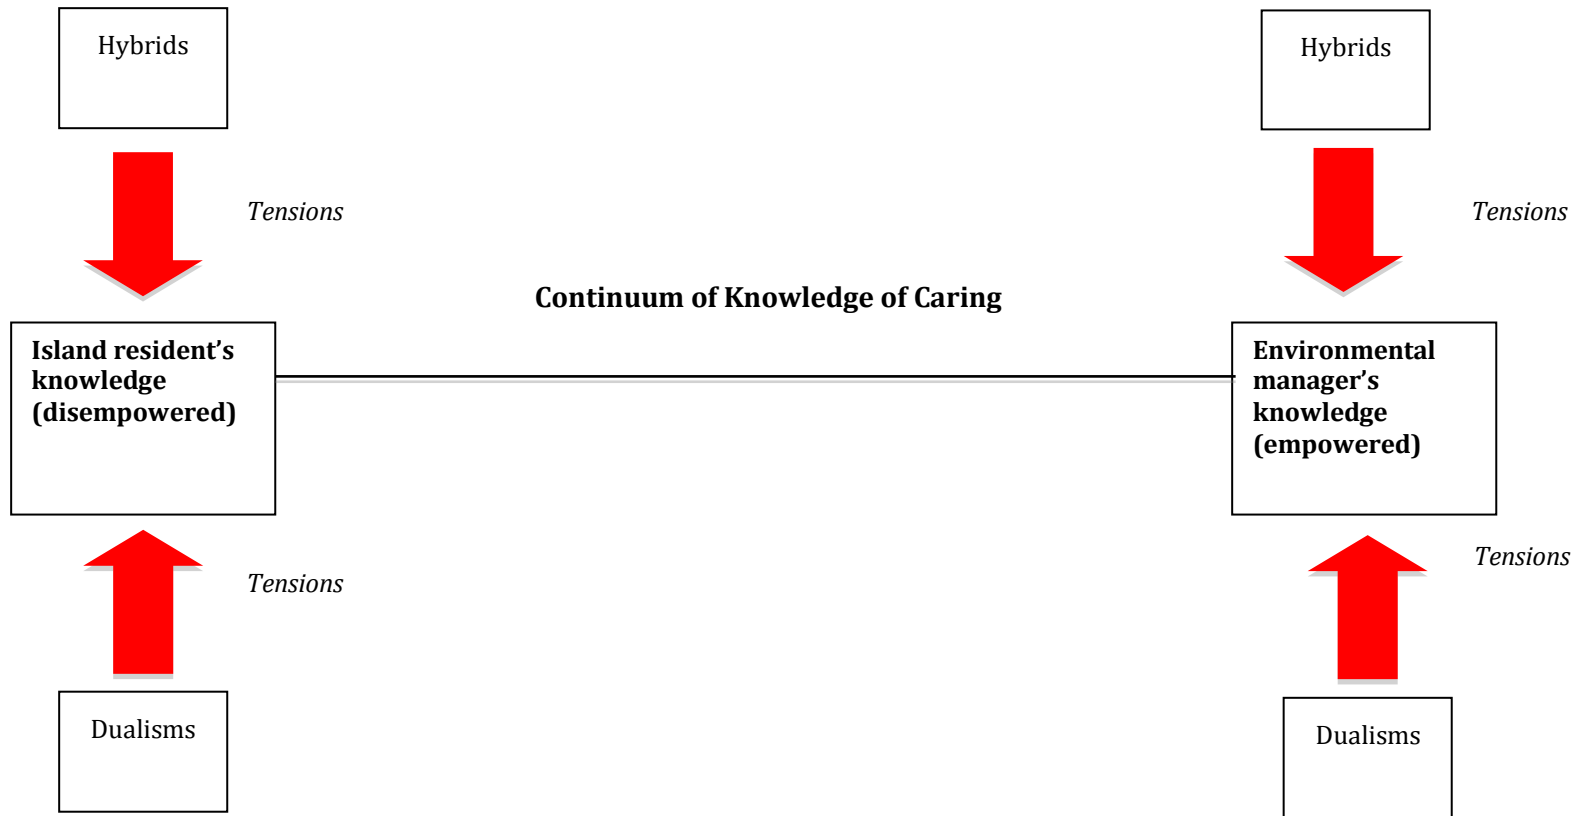 Hybrids
Hybrids
Tensions
Tensions
Continuum of Knowledge of Caring
Island resident’s
knowledge
(disempowered)
Environmental
manager’s
knowledge
(empowered)
Tensions
Tensions
Dualisms
Dualisms